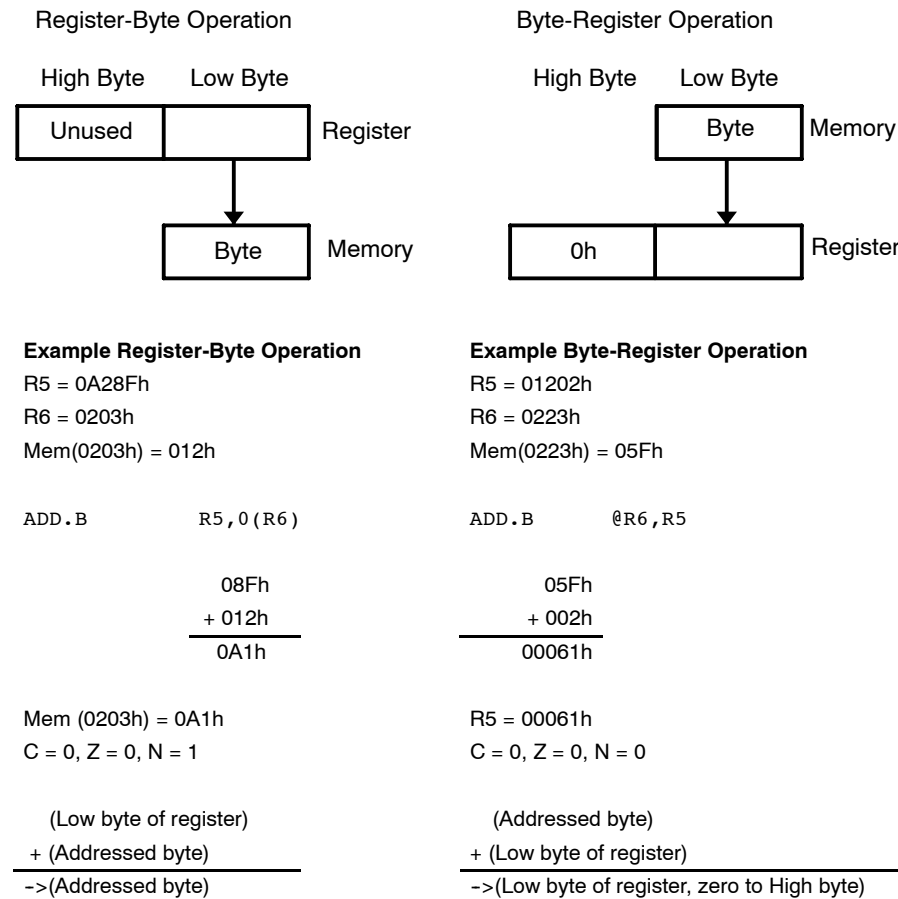 Register-Byte Operation
High Byte Low Byte
Unused Register
Byte Memory
Example Register-Byte Operation
R5 = 0A28Fh
R6 = 0203h
Mem(0203h) = 012h
ADD.B R5,0(R6)
08Fh
+ 012h
0A1h
Mem (0203h) = 0A1h
C = 0, Z = 0, N = 1
(Low byte of register)
+ (Addressed byte)
->(Addressed byte)
Byte-Register Operation
High Byte Low Byte
Byte Memory
0h Register
Example Byte-Register Operation
R5 = 01202h
R6 = 0223h
Mem(0223h) = 05Fh
ADD.B @R6,R5
05Fh
+ 002h
00061h
R5 = 00061h
C = 0, Z = 0, N = 0
(Addressed byte)
+ (Low byte of register)
->(Low byte of register, zero to High byte)